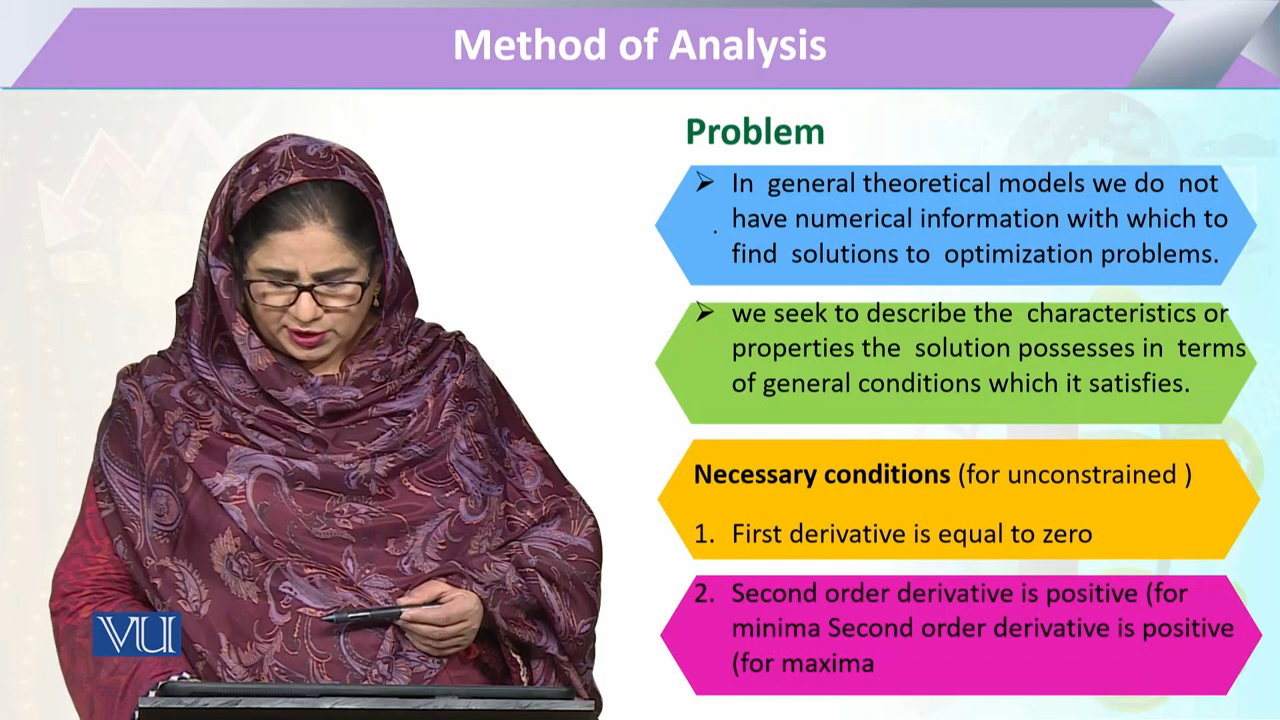 Method of Analysis
Problem
➢ In general theoretical models we do not
have numerical information with which to
find solutions to optimization problems.
➢ we seek to describe the characteristics or
properties the solution possesses in terms
of general conditions which it satisfies.
Necessary conditions (for unconstrained )
1. First derivative is equal to zero
2. Second order derivative is positive (for
minima Second order derivative is positive
(for maxima
VU